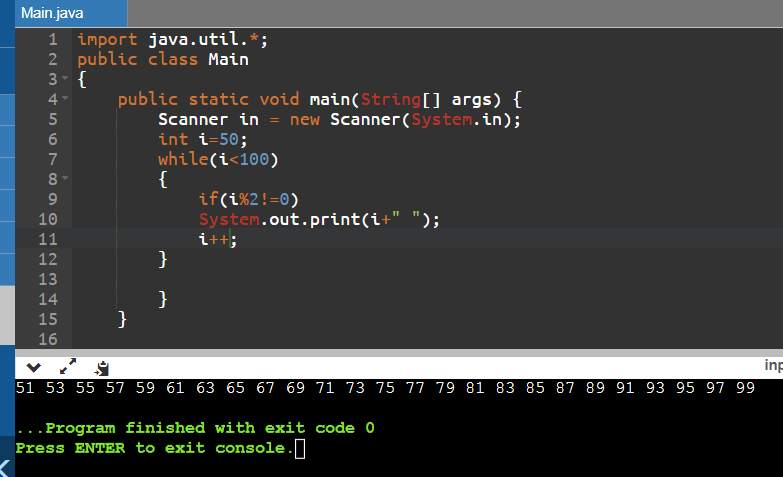 Main.java
1 import java.util.*;
2 public class Main
3 {
4 public static void main(String[] args) {
5 Scanner in = new Scanner(System.in);
6 int i=50;
7 while(i<100)
8 {
9 if(i%2!=0)
10 System.out.print(i+" ");
11 i++;
12 }
13
14 }
15 }
16
inp
51 53 55 57 59 61 63 65 67 69 71 73 75 77 79 81 83 85 87 89 91 93 95 97 99
...Program finished with exit code 0
Press ENTER to exit console.